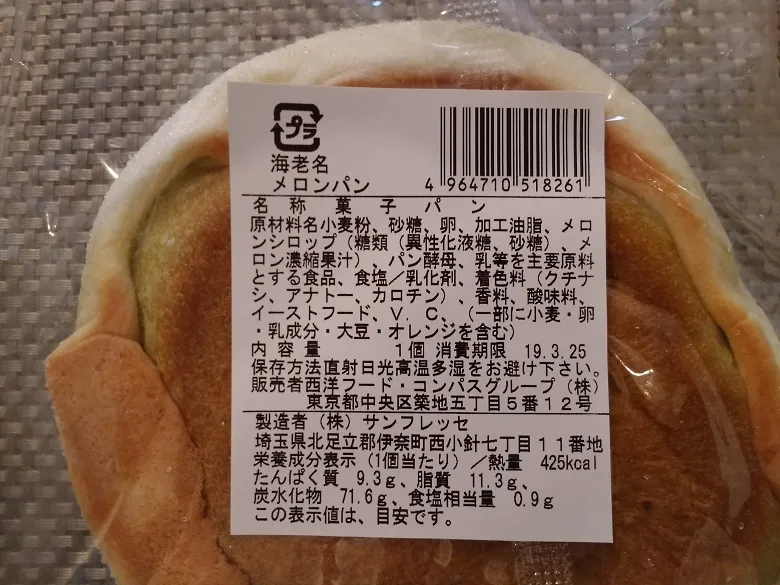 プラ
海老名
メロンパン
4 964710 518261
名称 菓子パン
原材料名小麦粉、砂糖、卵、加工油脂、メロ
ンシロップ（糖類（異性化液糖、砂糖）、メ
ロン濃縮果汁）、パン酵母、乳等を主要原料
とする食品、食塩／乳化剤、着色料（クチナ
シ、アナトー、カロチン）、香料、酸味料、
イーストフード、V．C、（一部に小麦・卵
・乳成分・大豆・オレンジを含む）
内容量 1個 消費期限 19.3.25
保存方法直射日光高温多湿をお避け下さい。
販売者西洋フード・コンパスグループ（株）
東京都中央区築地五丁目５番１２号
製造者（株）サンフレッセ
埼玉県北足立郡伊奈町西小針七丁目１１番地
栄養成分表示（1個当たり）／熱量 425kcal
たんぱく質 9.3g、脂質 11.3g、
炭水化物 71.6g、食塩相当量 0.9g
この表示値は、目安です。